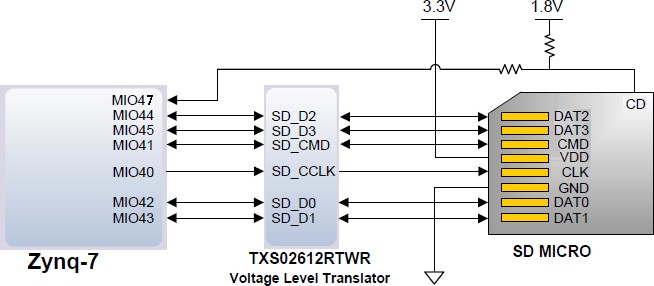 3.3V 1.8V
MIO47
MIO44
MIO45
MIO41
MIO40
MIO42
MIO43
Zynq-7
SD_D2
SD_D3
SD_CMD
SD_CCLK
SD_D0
SD_D1
TXS02612RTWR
Voltage Level Translator
CD
DAT2
DAT3
CMD
VDD
CLK
GND
DAT0
DAT1
SD MICRO